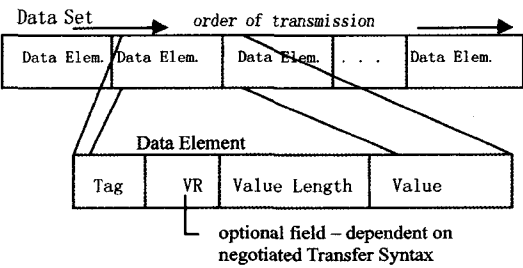 Data Set order of transmission
Data Elem. Data Elem. Data Elem. . . . Data Elem.
Data Element
Tag VR Value Length Value
optional field – dependent on
negotiated Transfer Syntax